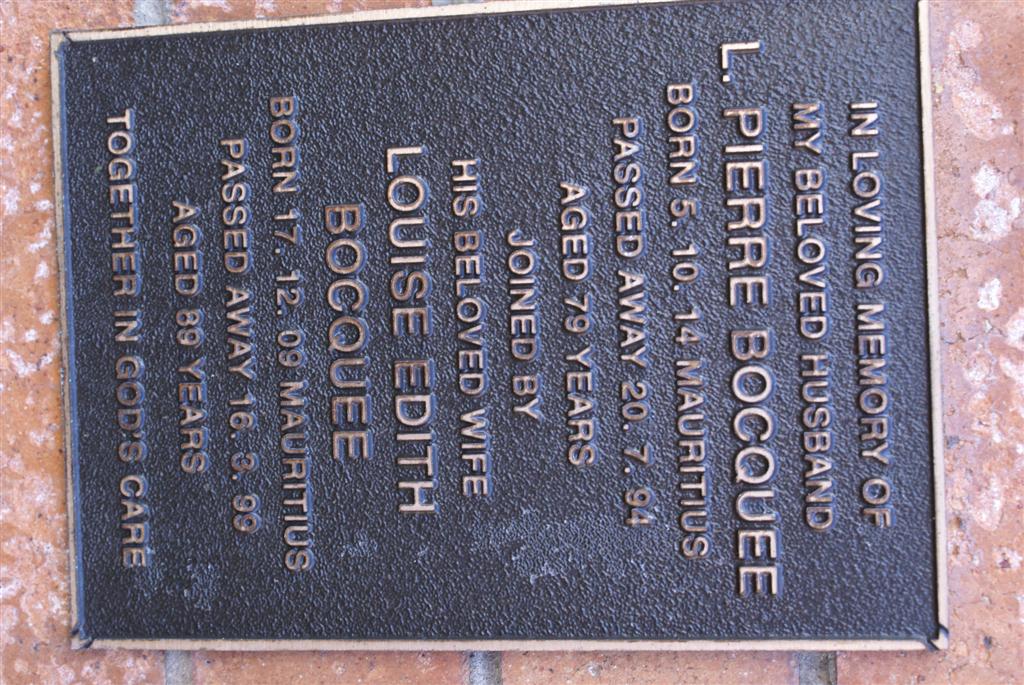 IN LOVING MEMORY OF
MY BELOVED HUSBAND
L. PIERRE BOCQUEE
BORN 5. 10. 14 MAURITIUS
PASSED AWAY 20. 7. 94
AGED 79 YEARS
JOINED BY
HIS BELOVED WIFE
LOUISE EDITH
BOCQUEE
BORN 17. 12. 09 MAURITIUS
PASSED AWAY 16. 3. 99
AGED 89 YEARS
TOGETHER IN GOD'S CARE